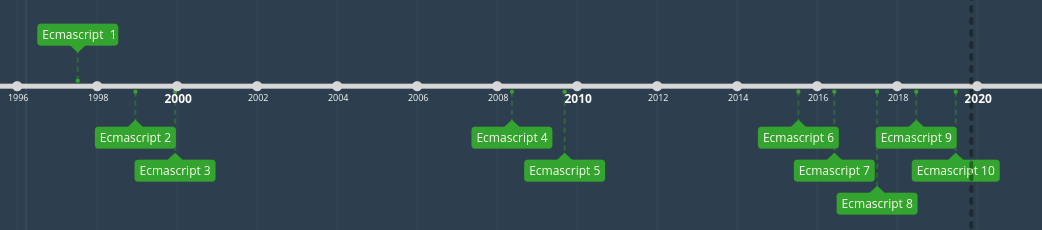 Ecmascript  1
1996
1998
2000
2002
2004
2006
2008
2010
2012
2014
2016
2018
2020
Ecmascript 2
Ecmascript 4
Ecmascript 6
Ecmascript 9
Ecmascript 3
Ecmascript 5
Ecmascript 7
Ecmascript 10
Ecmascript 8